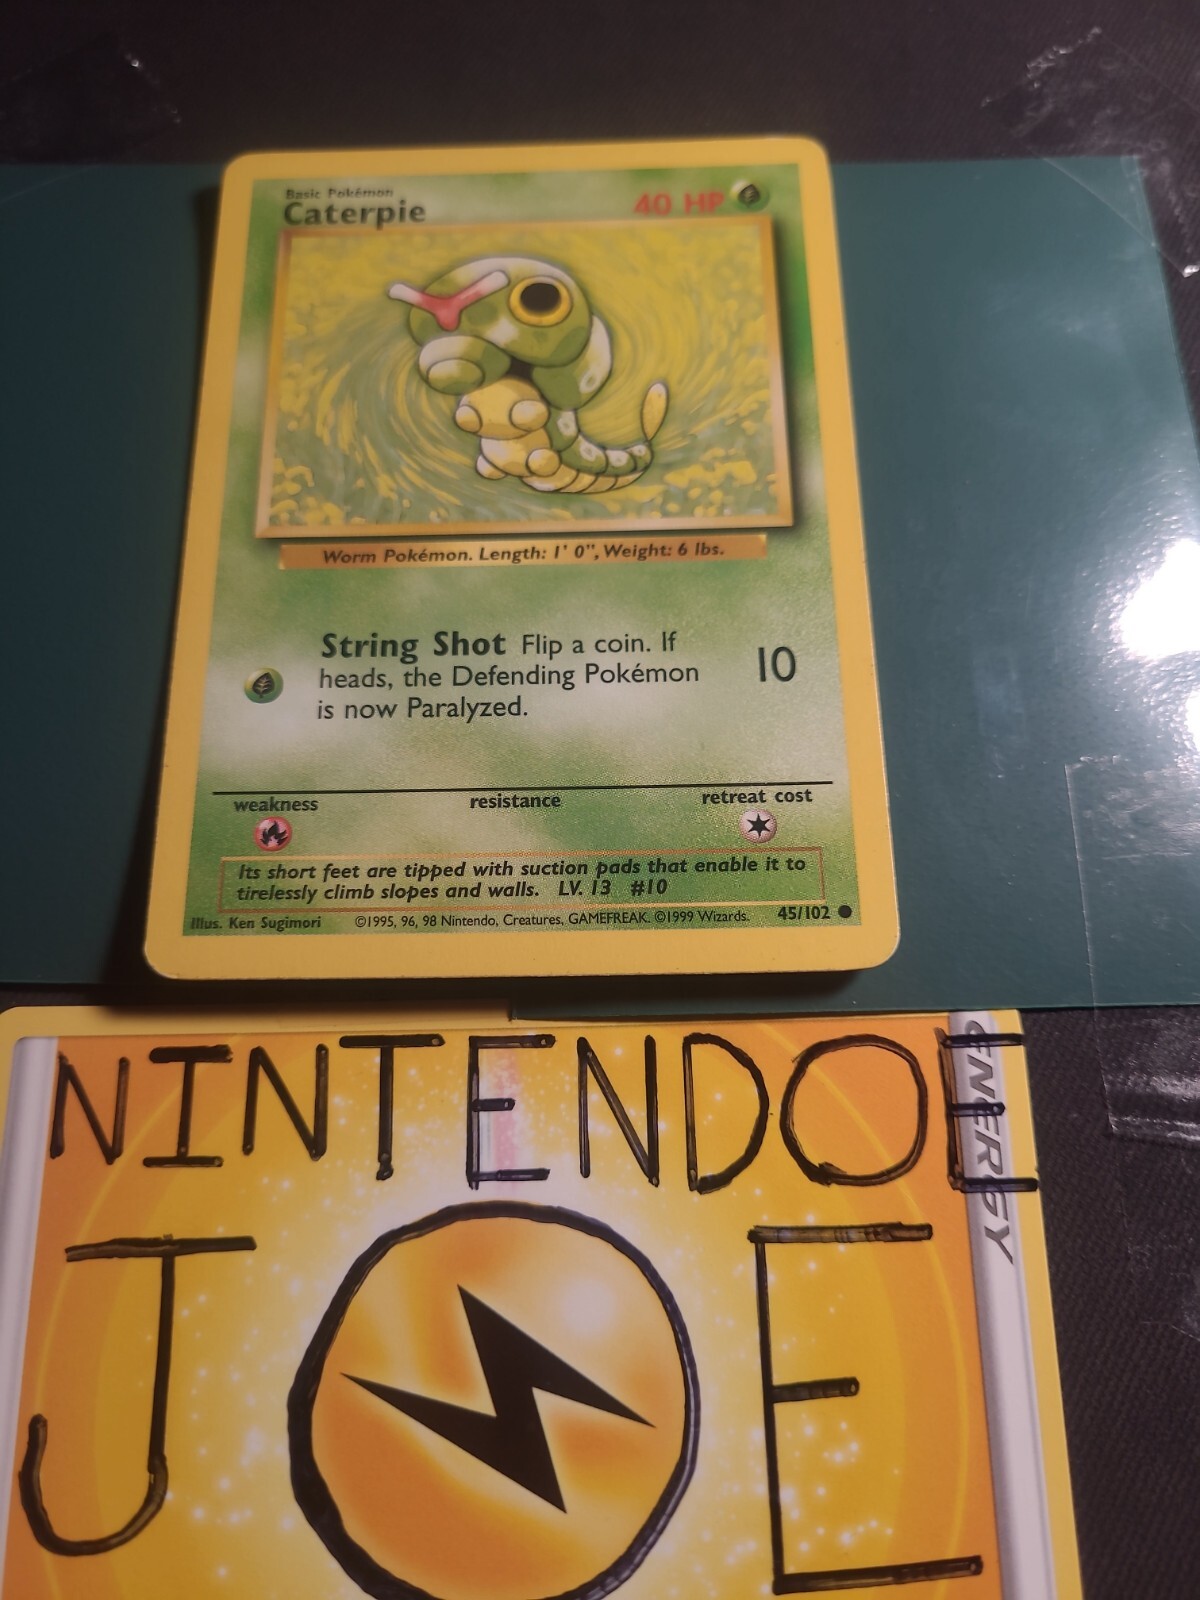 Basic Pokémon
Caterpie 40 HP
Worm Pokémon. Length: 1' 0", Weight: 6 lbs.
String Shot Flip a coin. If
heads, the Defending Pokémon 10
is now Paralyzed.
weakness resistance retreat cost
Its short feet are tipped with suction pads that enable it to
tirelessly climb slopes and walls. LV. 13 #10
Illus. Ken Sugimori ©1995, 96, 98 Nintendo, Creatures, GAMEFREAK. ©1999 Wizards. 45/102
NINTENDOE
ENERGY
JOE